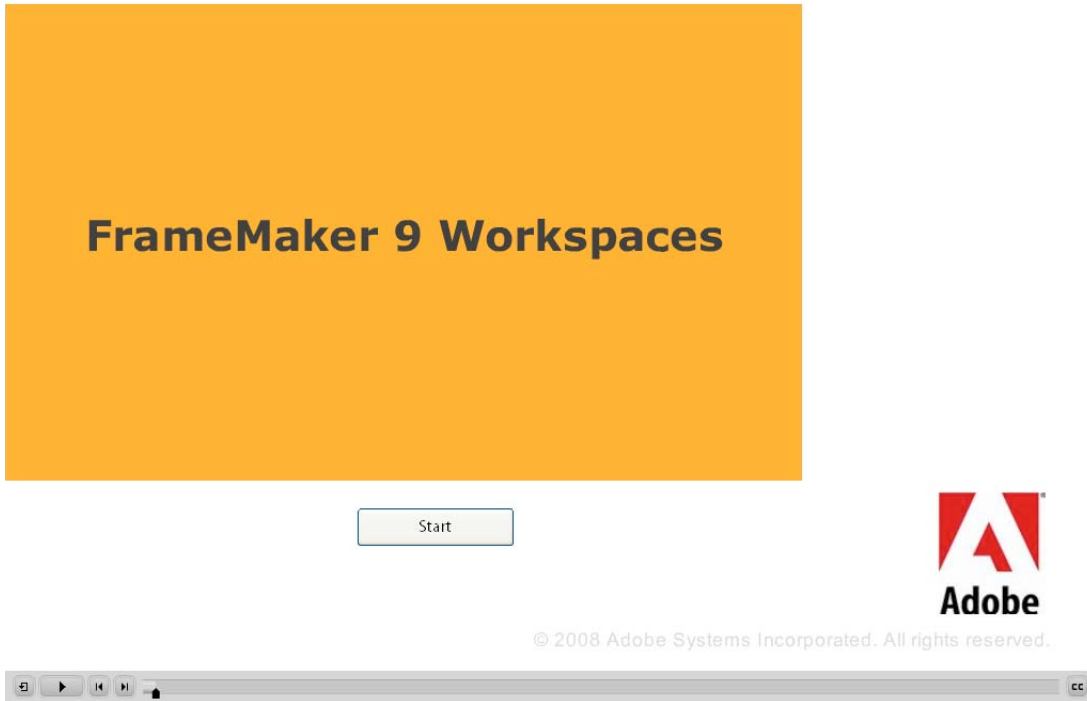 FrameMaker 9 Workspaces
Start
Adobe
© 2008 Adobe Systems Incorporated. All rights reserved.
CC